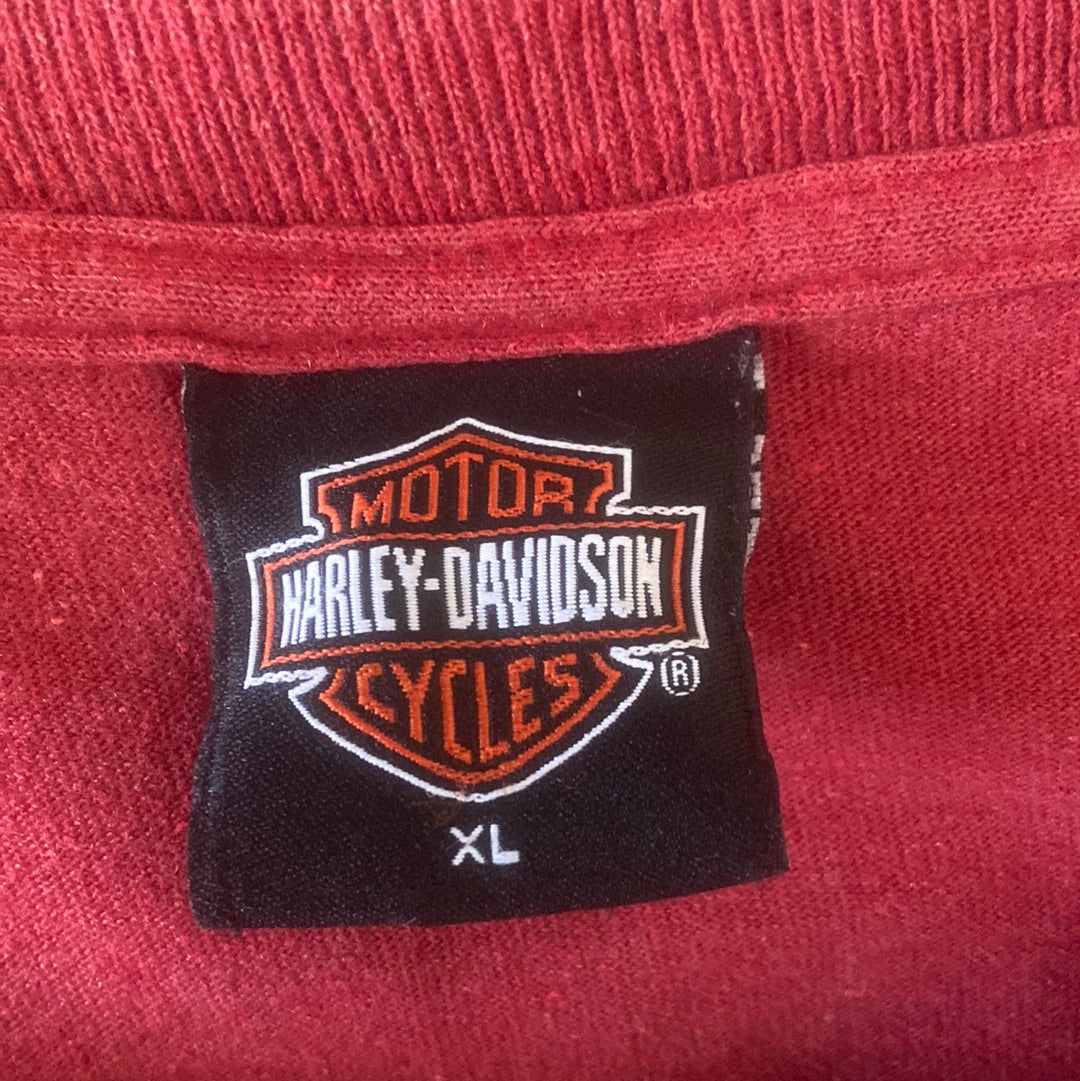 MOTOR
HARLEY-DAVIDSON
CYCLES
®
XL